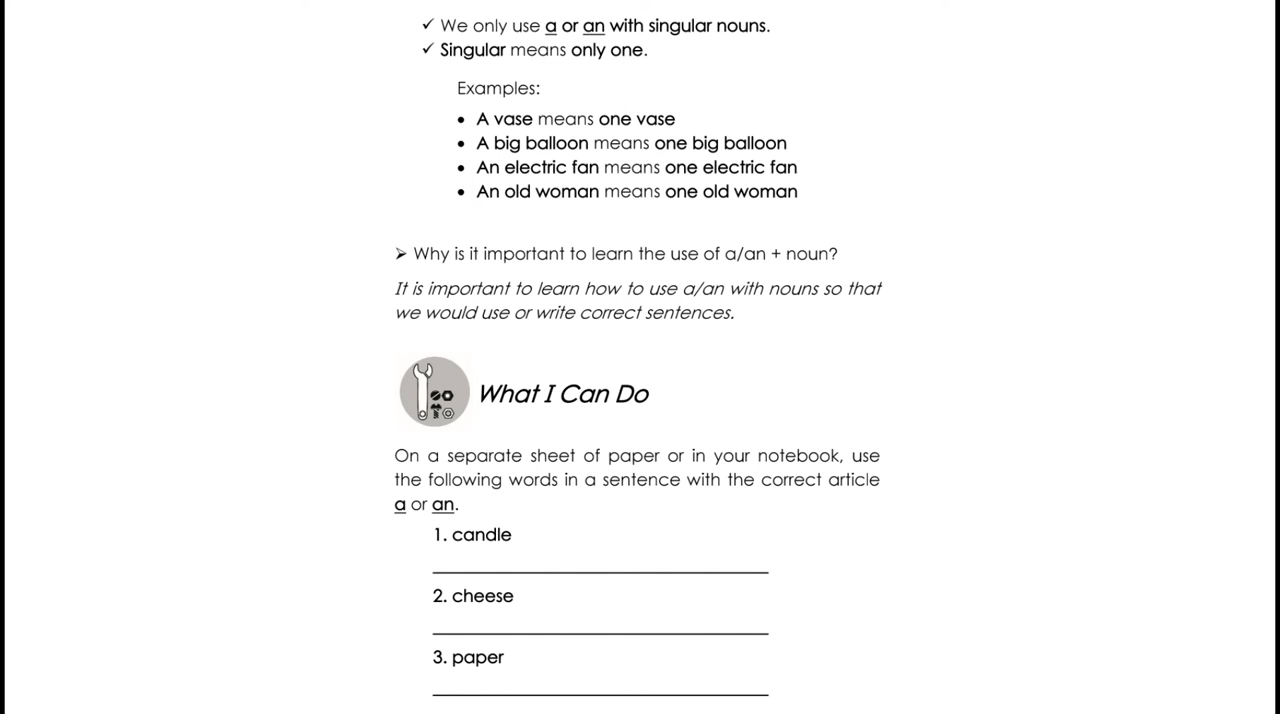 ✓ We only use a or an with singular nouns.
✓ Singular means only one.
Examples:
• A vase means one vase
• A big balloon means one big balloon
• An electric fan means one electric fan
• An old woman means one old woman
➢ Why is it important to learn the use of a/an + noun?
It is important to learn how to use a/an with nouns so that
we would use or write correct sentences.
What I Can Do
On a separate sheet of paper or in your notebook, use
the following words in a sentence with the correct article
a or an.
1. candle
2. cheese
3. paper